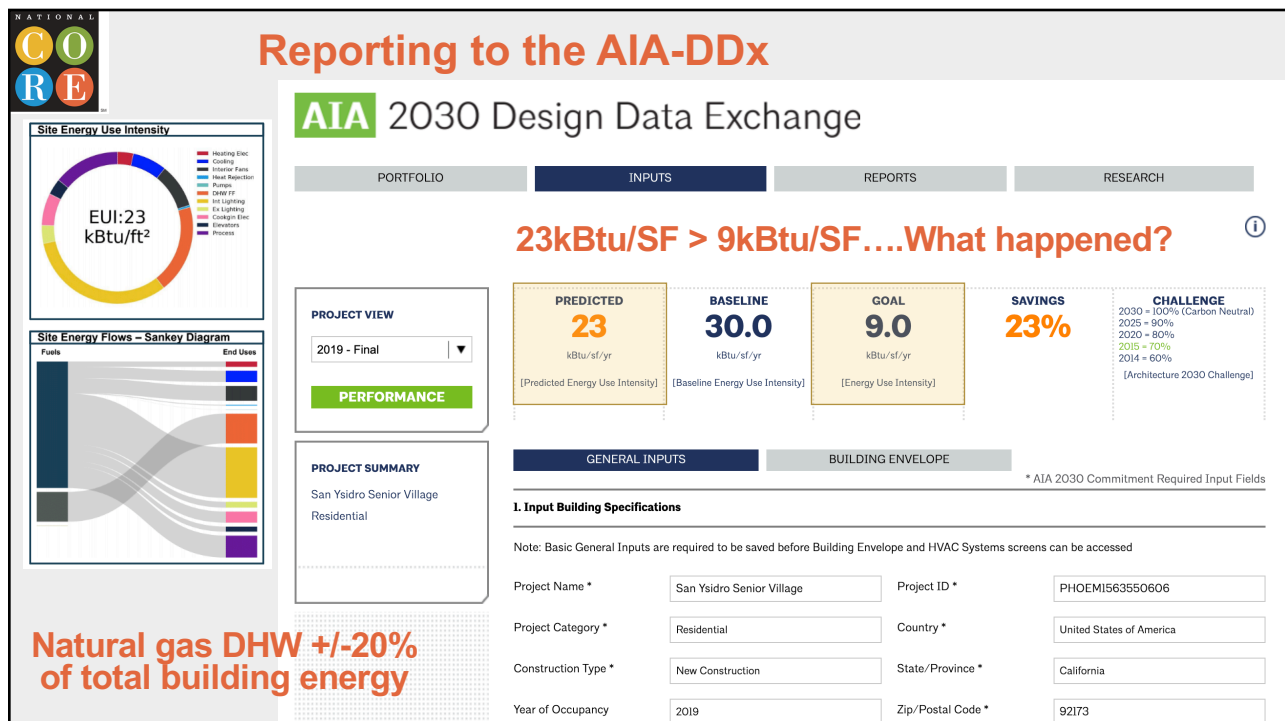 NATIONAL
CORE
SM
Reporting to the AIA-DDx
Site Energy Use Intensity
EUI:23
kBtu/ft²
Heating Elec
Cooling
Interior Fans
Heat Rejection
Pumps
DHW FF
Int Lighting
Ex Lighting
Cookgin Elec
Elevators
Process
Site Energy Flows – Sankey Diagram
Fuels
End Uses
Natural gas DHW +/-20%
of total building energy
AIA 2030 Design Data Exchange
PORTFOLIO
INPUTS
REPORTS
RESEARCH
23kBtu/SF > 9kBtu/SF....What happened?
i
PROJECT VIEW
2019 - Final
PERFORMANCE
PROJECT SUMMARY
San Ysidro Senior Village
Residential
PREDICTED
23
kBtu/sf/yr
[Predicted Energy Use Intensity]
BASELINE
30.0
kBtu/sf/yr
[Baseline Energy Use Intensity]
GOAL
9.0
kBtu/sf/yr
[Energy Use Intensity]
SAVINGS
23%
CHALLENGE
2030 = 100% (Carbon Neutral)
2025 = 90%
2020 = 80%
2015 = 70%
2014 = 60%
[Architecture 2030 Challenge]
GENERAL INPUTS
BUILDING ENVELOPE
* AIA 2030 Commitment Required Input Fields
1. Input Building Specifications
Note: Basic General Inputs are required to be saved before Building Envelope and HVAC Systems screens can be accessed
Project Name * San Ysidro Senior Village Project ID * PHOEM1563550606
Project Category * Residential Country * United States of America
Construction Type * New Construction State/Province * California
Year of Occupancy 2019 Zip/Postal Code * 92173